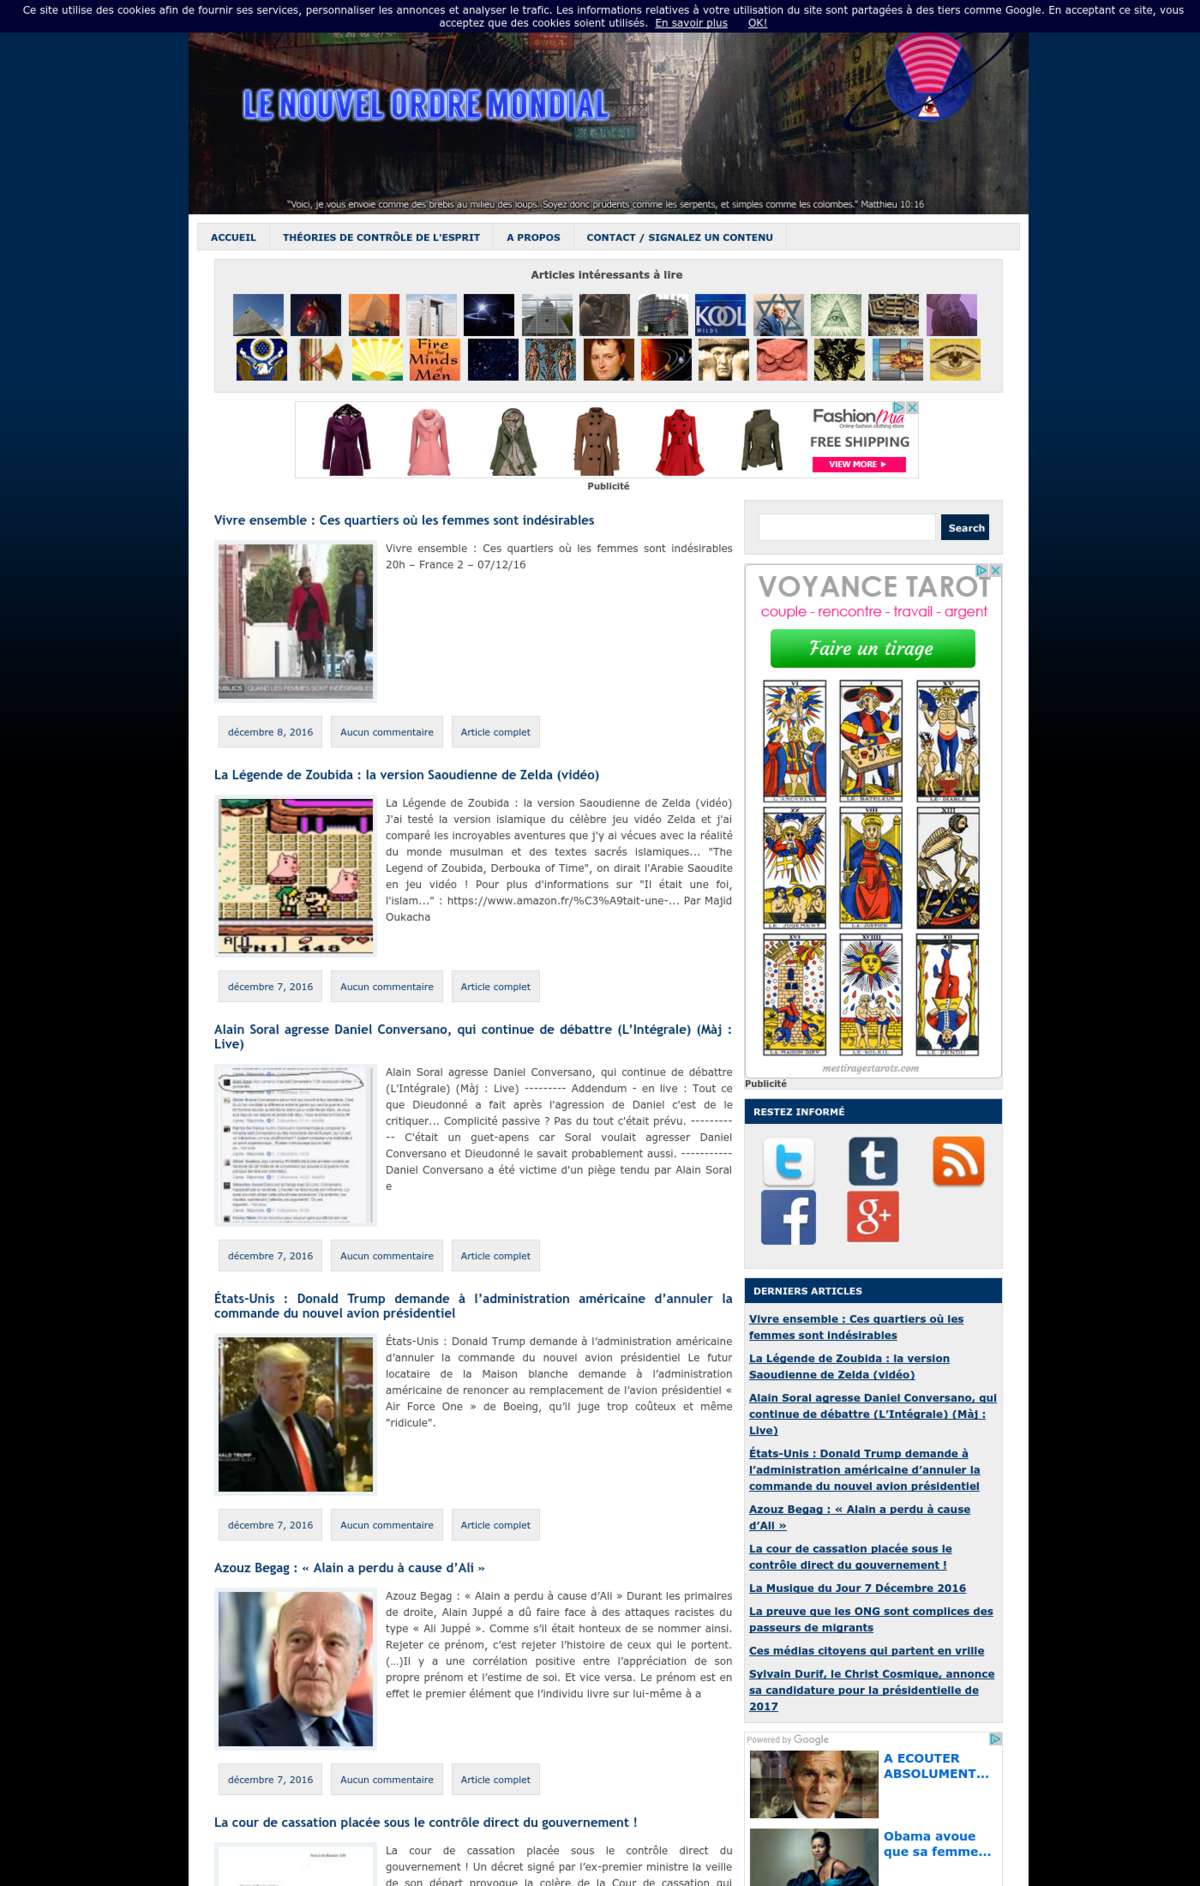 Ce site utilise des cookies afin de fournir ses services, personnaliser les annonces et analyser le trafic. Les informations relatives à votre utilisation du site sont partagées à des tiers comme Google. En acceptant ce site, vous
acceptez que des cookies soient utilisés. En savoir plus OK!
LE NOUVEL ORDRE MONDIAL
"Voici, je vous envoie comme des brebis au milieu des loups. Soyez donc prudents comme les serpents, et simples comme les colombes." Matthieu 10:16
ACCUEIL THÉORIES DE CONTRÔLE DE L'ESPRIT A PROPOS CONTACT / SIGNALEZ UN CONTENU
Articles intéressants à lire
KOOL
Fire in the Minds of Men
FashionMia
Online fashion clothing store
FREE SHIPPING
VIEW MORE
Publicité
Vivre ensemble : Ces quartiers où les femmes sont indésirables
Vivre ensemble : Ces quartiers où les femmes sont indésirables
20h – France 2 – 07/12/16
QUAND LES FEMMES SONT INDÉSIRABLES
décembre 8, 2016 Aucun commentaire Article complet
La Légende de Zoubida : la version Saoudienne de Zelda (vidéo)
La Légende de Zoubida : la version Saoudienne de Zelda (vidéo)
J'ai testé la version islamique du célèbre jeu vidéo Zelda et j'ai
comparé les incroyables aventures que j'y ai vécues avec la réalité
du monde musulman et des textes sacrés islamiques... "The
Legend of Zoubida, Derbouka of Time", on dirait l'Arabie Saoudite
en jeu vidéo ! Pour plus d'informations sur "Il était une foi,
l'islam..." : https://www.amazon.fr/%C3%A9tait-une-... Par Majid
Oukacha
décembre 7, 2016 Aucun commentaire Article complet
Alain Soral agresse Daniel Conversano, qui continue de débattre (L'Intégrale) (Màj :
Live)
Alain Soral agresse Daniel Conversano, qui continue de débattre
(L'Intégrale) (Màj : Live) --------- Addendum - en live : Tout ce
que Dieudonné a fait après l'agression de Daniel c'est de le
critiquer... Complicité passive ? Pas du tout c'était prévu. ---------
-- C'était un guet-apens car Soral voulait agresser Daniel
Conversano et Dieudonné le savait probablement aussi. -----------
Daniel Conversano a été victime d'un piège tendu par Alain Soral
e
décembre 7, 2016 Aucun commentaire Article complet
États-Unis : Donald Trump demande à l'administration américaine d'annuler la
commande du nouvel avion présidentiel
États-Unis : Donald Trump demande à l'administration américaine
d'annuler la commande du nouvel avion présidentiel Le futur
locataire de la Maison blanche demande à l'administration
américaine de renoncer au remplacement de l'avion présidentiel «
Air Force One » de Boeing, qu'il juge trop coûteux et même
"ridicule".
décembre 7, 2016 Aucun commentaire Article complet
Azouz Begag : « Alain a perdu à cause d'Ali »
Azouz Begag : « Alain a perdu à cause d'Ali » Durant les primaires
de droite, Alain Juppé a dû faire face à des attaques racistes du
type « Ali Juppé ». Comme s'il était honteux de se nommer ainsi.
Rejeter ce prénom, c'est rejeter l'histoire de ceux qui le portent.
(...)Il y a une corrélation positive entre l'appréciation de son
propre prénom et l'estime de soi. Et vice versa. Le prénom est en
effet le premier élément que l'individu livre sur lui-même à a
décembre 7, 2016 Aucun commentaire Article complet
La cour de cassation placée sous le contrôle direct du gouvernement !
La cour de cassation placée sous le contrôle direct du
gouvernement ! Un décret signé par l'ex-premier ministre la veille
de son départ provoque la colère de la Cour de cassation qui
Search
VOYANCE TAROT
couple - rencontre - travail - argent
Faire un tirage
LE BATELEUR LE DIABLE
LE JUGEMENT LA JUSTICE
LA MAISON DIEV LE SOLEIL LE PENDU
mestiragestarots.com
Publicité
RESTEZ INFORMÉ
DERNIERS ARTICLES
Vivre ensemble : Ces quartiers où les
femmes sont indésirables
La Légende de Zoubida : la version
Saoudienne de Zelda (vidéo)
Alain Soral agresse Daniel Conversano, qui
continue de débattre (L'Intégrale) (Màj :
Live)
États-Unis : Donald Trump demande à
l'administration américaine d'annuler la
commande du nouvel avion présidentiel
Azouz Begag : « Alain a perdu à cause
d'Ali »
La cour de cassation placée sous le
contrôle direct du gouvernement !
La Musique du Jour 7 Décembre 2016
La preuve que les ONG sont complices des
passeurs de migrants
Ces médias citoyens qui partent en vrille
Sylvain Durif, le Christ Cosmique, annonce
sa candidature pour la présidentielle de
2017
Powered by Google
A ECOUTER
ABSOLUMENT...
Obama avoue
que sa femme...